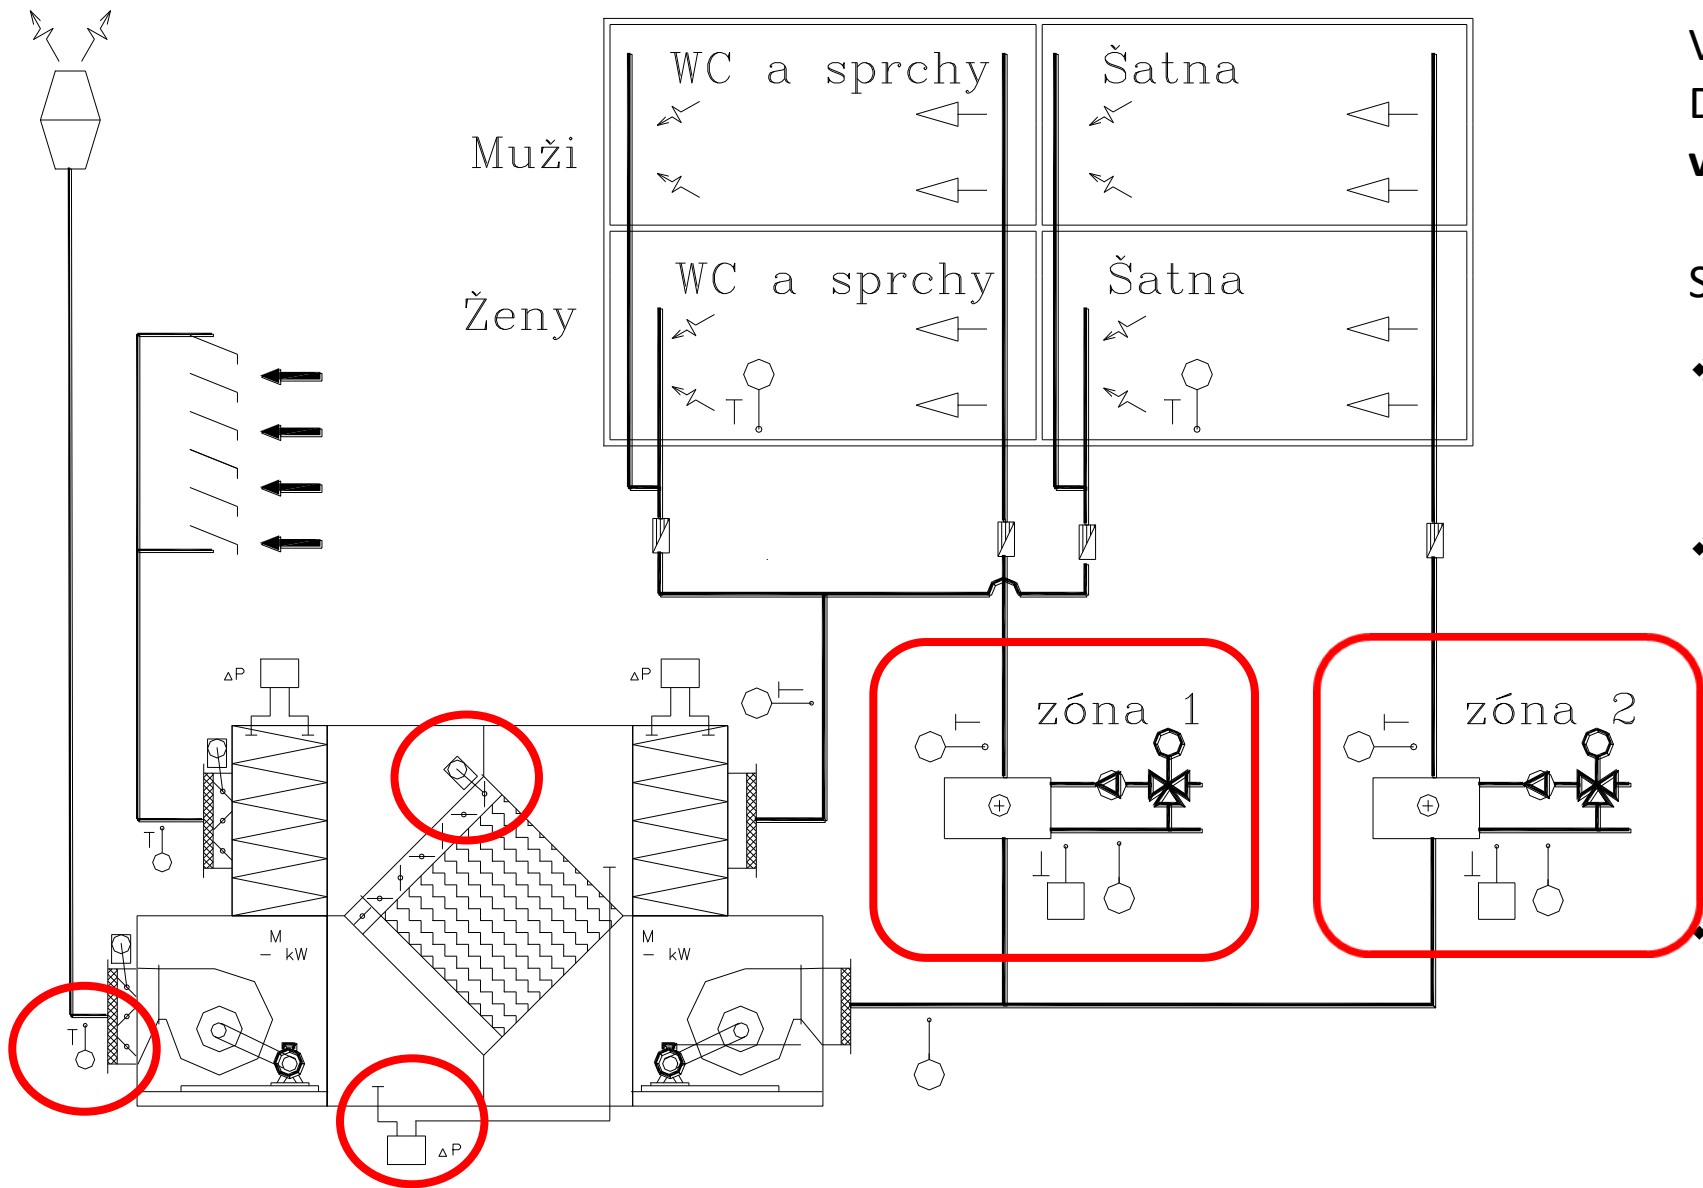 WC a sprchy
Šatna
Muži
WC a sprchy
Šatna
Ženy
T
T
ΔP
ΔP
T
zóna 1
T
zóna 2
T
T
T
T
M
- kW
M
- kW
T
ΔP